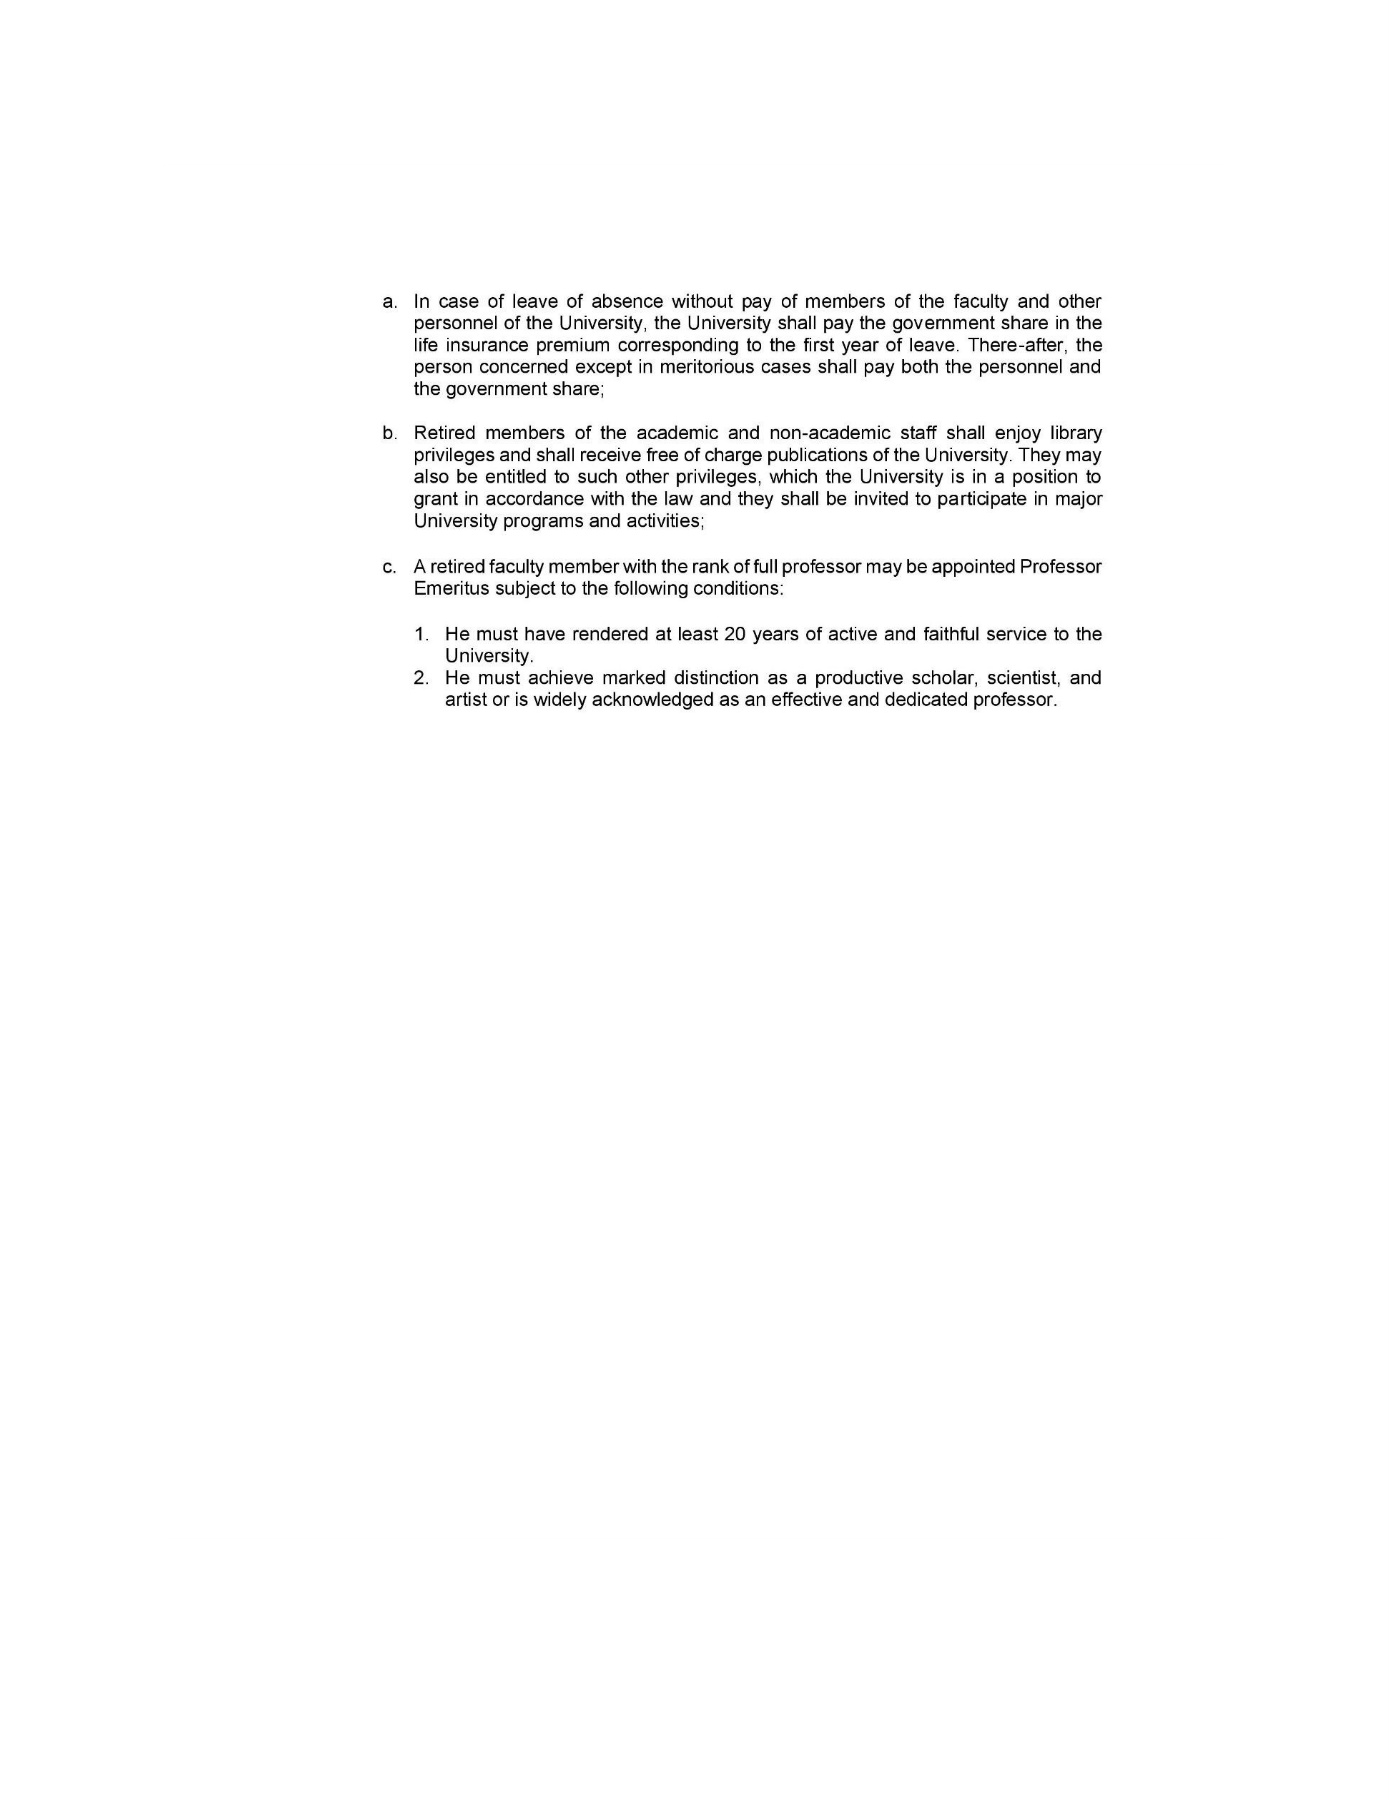 a. In case of leave of absence without pay of members of the faculty and other
personnel of the University, the University shall pay the government share in the
life insurance premium corresponding to the first year of leave. There-after, the
person concerned except in meritorious cases shall pay both the personnel and
the government share;
b. Retired members of the academic and non-academic staff shall enjoy library
privileges and shall receive free of charge publications of the University. They may
also be entitled to such other privileges, which the University is in a position to
grant in accordance with the law and they shall be invited to participate in major
University programs and activities;
c. A retired faculty member with the rank of full professor may be appointed Professor
Emeritus subject to the following conditions:
1. He must have rendered at least 20 years of active and faithful service to the
University.
2. He must achieve marked distinction as a productive scholar, scientist, and
artist or is widely acknowledged as an effective and dedicated professor.